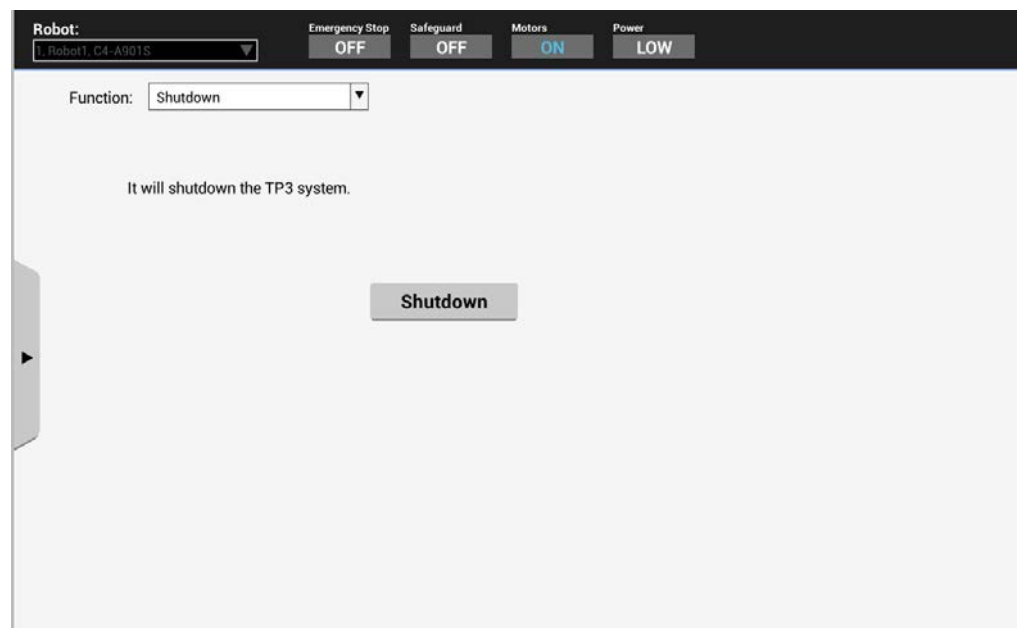 Robot:
1, Robot1, C4-A901S
Emergency Stop
OFF
Safeguard
OFF
Motors
ON
Power
LOW
Function:
Shutdown
It will shutdown the TP3 system.
Shutdown